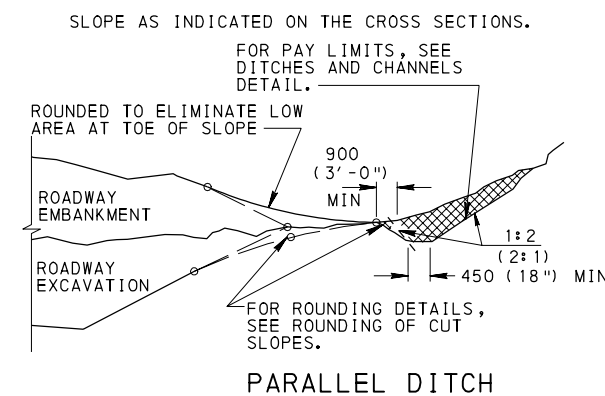 SLOPE AS INDICATED ON THE CROSS SECTIONS.
FOR PAY LIMITS, SEE
DITCHES AND CHANNELS
DETAIL.
ROUNDED TO ELIMINATE LOW
AREA AT TOE OF SLOPE
900
(3'-0")
MIN
ROADWAY
EMBANKMENT
1:2
(2:1)
ROADWAY
EXCAVATION
450 (18") MIN
FOR ROUNDING DETAILS,
SEE ROUNDING OF CUT
SLOPES.
PARALLEL DITCH